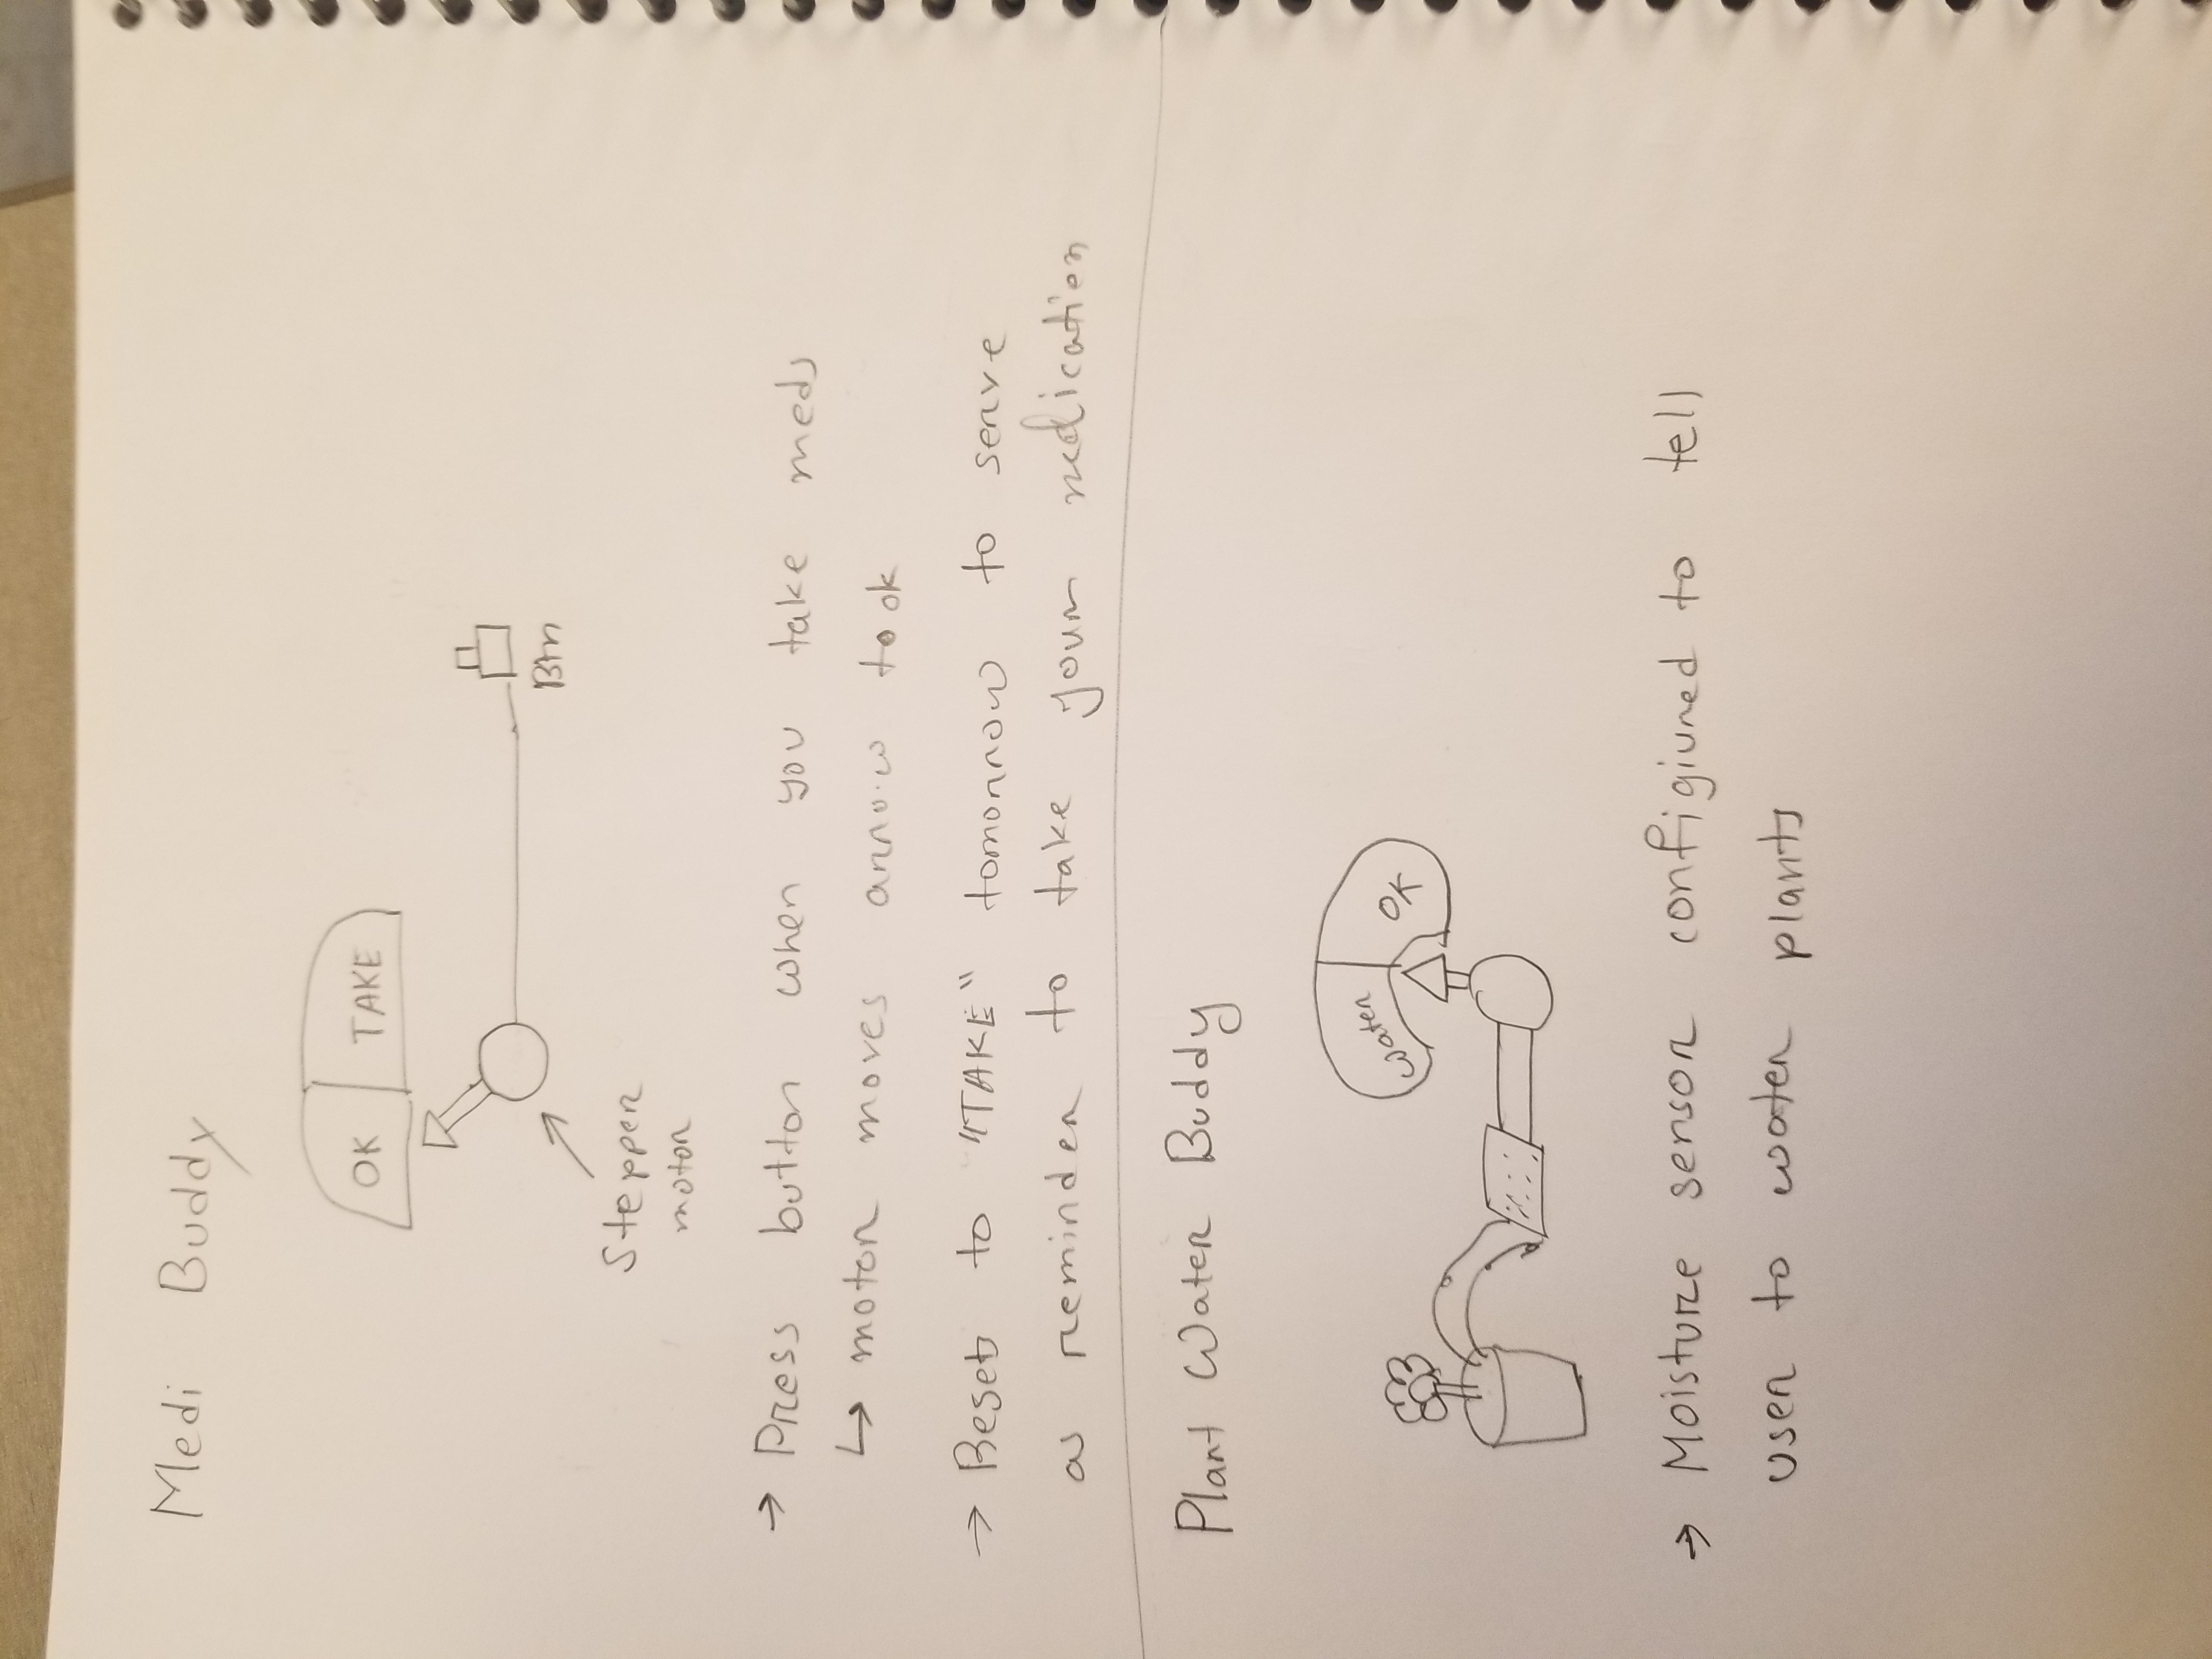 Medi Buddy
OK TAKE
Btn
Stepper
motor
→ Press button when you take meds
↳ motor moves arrow to ok
→ Resets to "TAKE" tomorrow to serve
as reminder to take your medication
Plant Water Buddy
Water OK
→ Moisture sensor configiured to tell
user to water plants